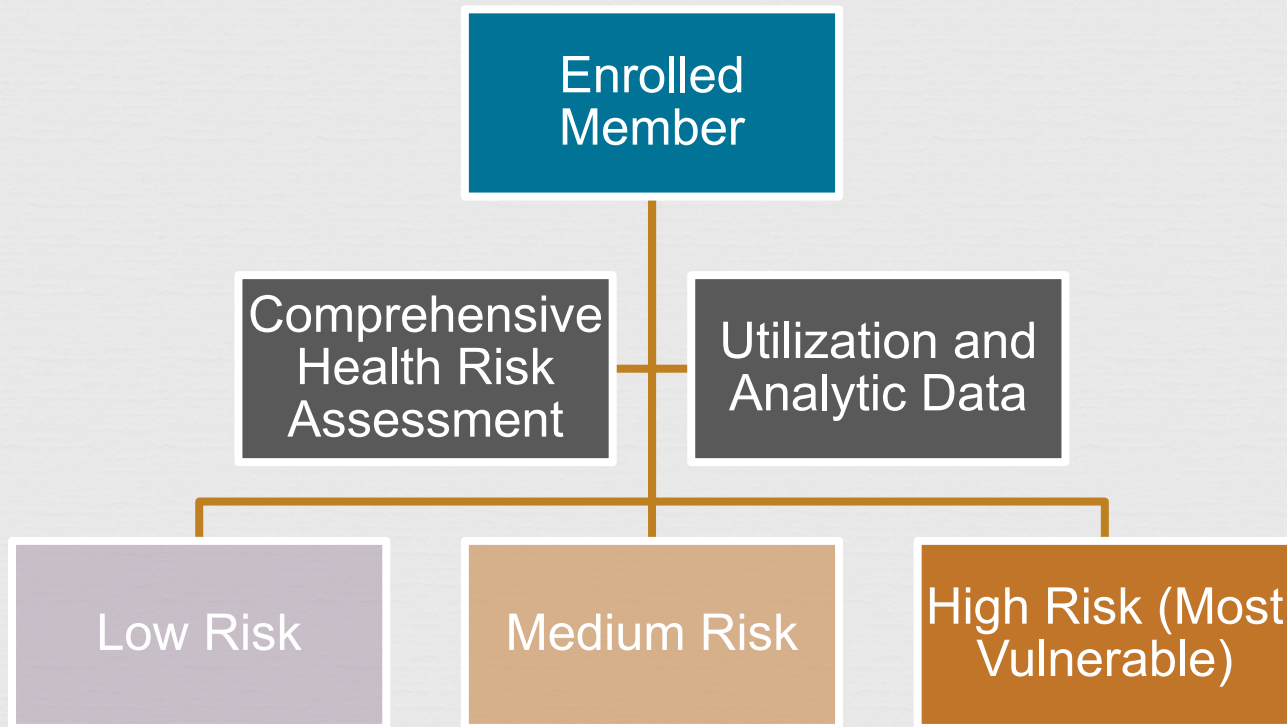 Enrolled
Member
Comprehensive
Health Risk
Assessment
Utilization and
Analytic Data
Low Risk
Medium Risk
High Risk (Most
Vulnerable)